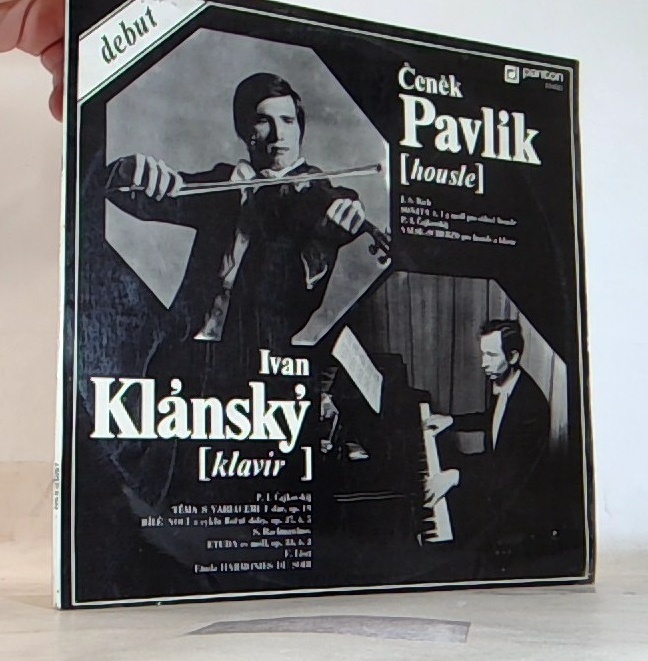 debut
panton
Čeněk
Pavlík
[housle]
J. S. Bach
SONÁTA č. 1 g moll pro sólové housle
P. I. Čajkovskij
VALSE-SCHERZO pro housle a klavír
Ivan
Klánský
[klavír]
P. I. Čajkovskij
TÉMA S VARIACEMI F dur, op. 19
BÍLÉ NOCI z cyklu Roční doby, op. 37, č. 5
S. Rachmaninov
ETUDA es moll, op. 33, č.
F. Liszt
Etuda HARMONIES DU SOIR